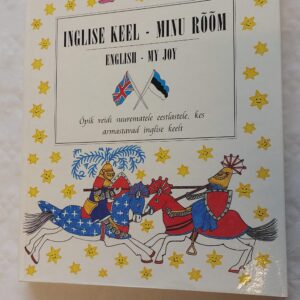 INGLISE KEEL - MINU RÕÕM
ENGLISH - MY JOY
Õpik veidi suurematele eestlastele, kes
armastavad inglise keelt